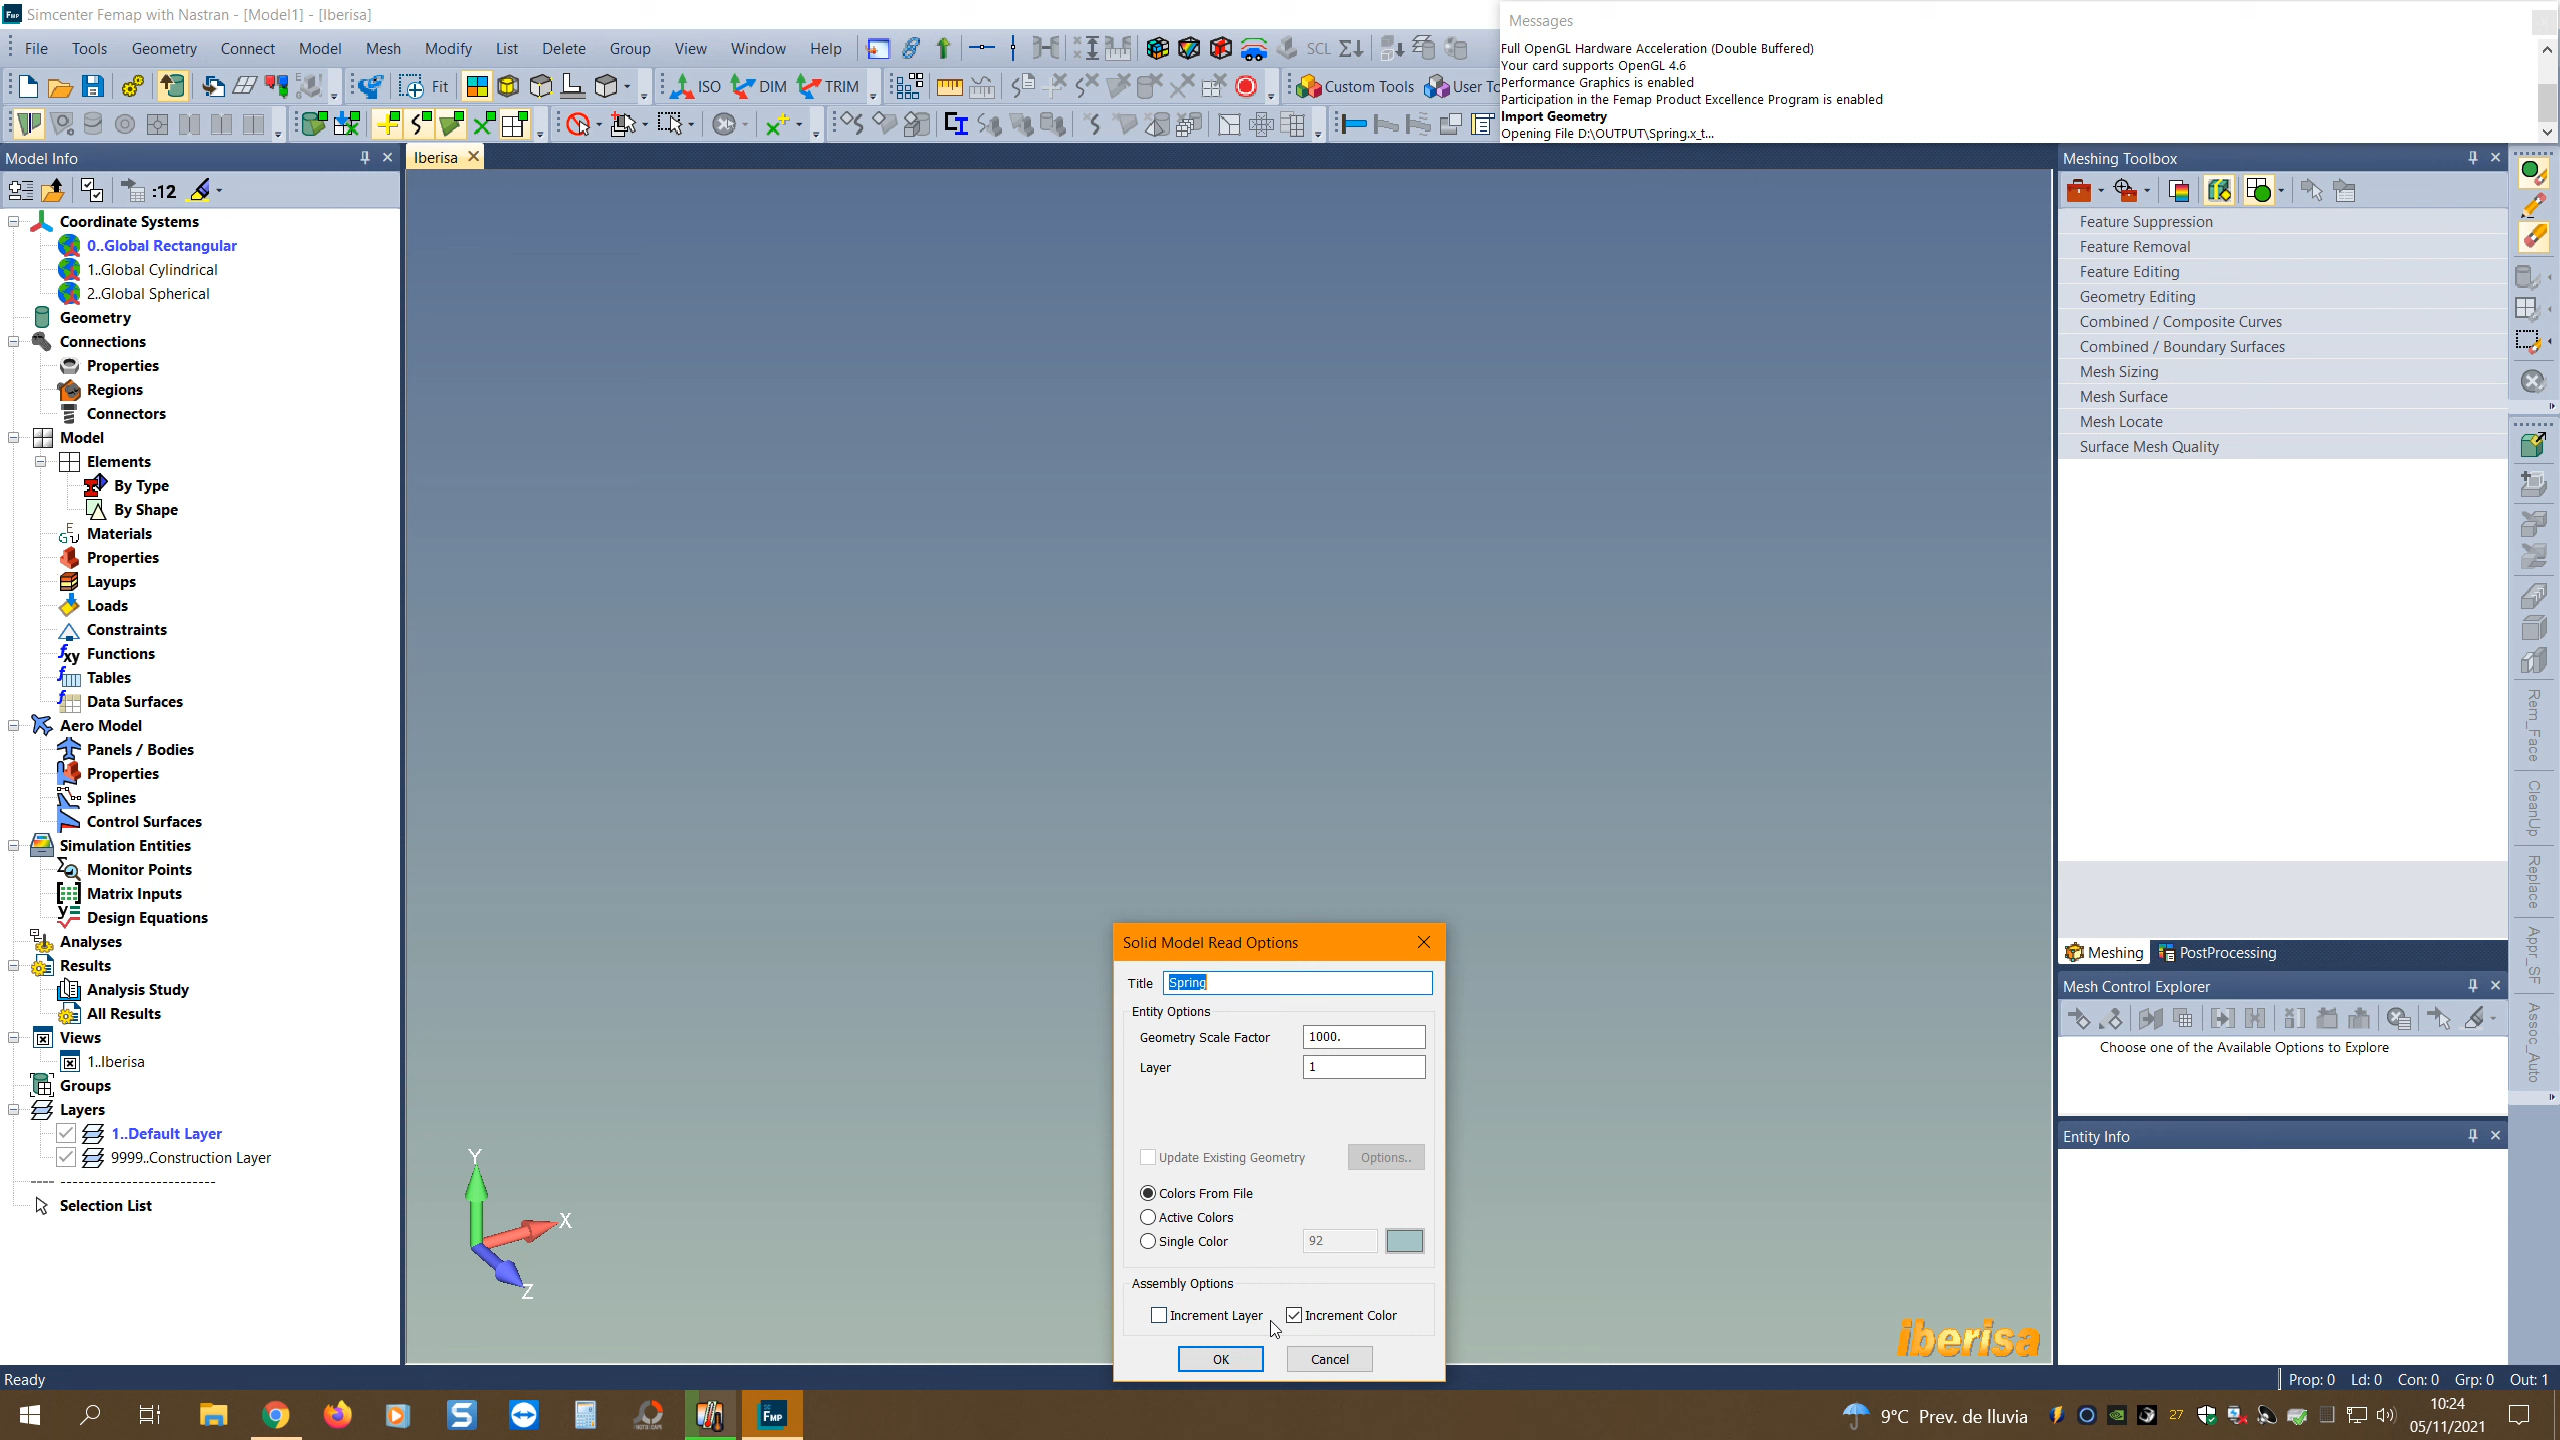 Simcenter Femap with Nastran - [Model1] - [Iberisa]
File Tools Geometry Connect Model Mesh Modify List Delete Group View Window Help
SCL
Fit
ISO
DIM
TRIM
Custom Tools
User To
Messages
Full OpenGL Hardware Acceleration (Double Buffered)
Your card supports OpenGL 4.6
Performance Graphics is enabled
Participation in the Femap Product Excellence Program is enabled
Import Geometry
Opening File D:\OUTPUT\Spring.x_t...
Model Info
:12
Coordinate Systems
0..Global Rectangular
1..Global Cylindrical
2..Global Spherical
Geometry
Connections
Properties
Regions
Connectors
Model
Elements
By Type
By Shape
Materials
Properties
Layups
Loads
Constraints
Functions
Tables
Data Surfaces
Aero Model
Panels / Bodies
Properties
Splines
Control Surfaces
Simulation Entities
Monitor Points
Matrix Inputs
Design Equations
Analyses
Results
Analysis Study
All Results
Views
1..Iberisa
Groups
Layers
1..Default Layer
9999..Construction Layer
Selection List
Iberisa
Y
X
Z
iberisa
Solid Model Read Options
Title Spring
Entity Options
Geometry Scale Factor 1000.
Layer 1
Update Existing Geometry Options..
Colors From File
Active Colors
Single Color 92
Assembly Options
Increment Layer Increment Color
OK Cancel
Meshing Toolbox
Feature Suppression
Feature Removal
Feature Editing
Geometry Editing
Combined / Composite Curves
Combined / Boundary Surfaces
Mesh Sizing
Mesh Surface
Mesh Locate
Surface Mesh Quality
Meshing PostProcessing
Mesh Control Explorer
Choose one of the Available Options to Explore
Entity Info
Rem_Face
CleanUp
Replace
Appr_SF
Assoc_Auto
Ready
Prop: 0 Ld: 0 Con: 0 Grp: 0 Out: 1
FMP
9°C Prev. de lluvia
27
10:24
05/11/2021